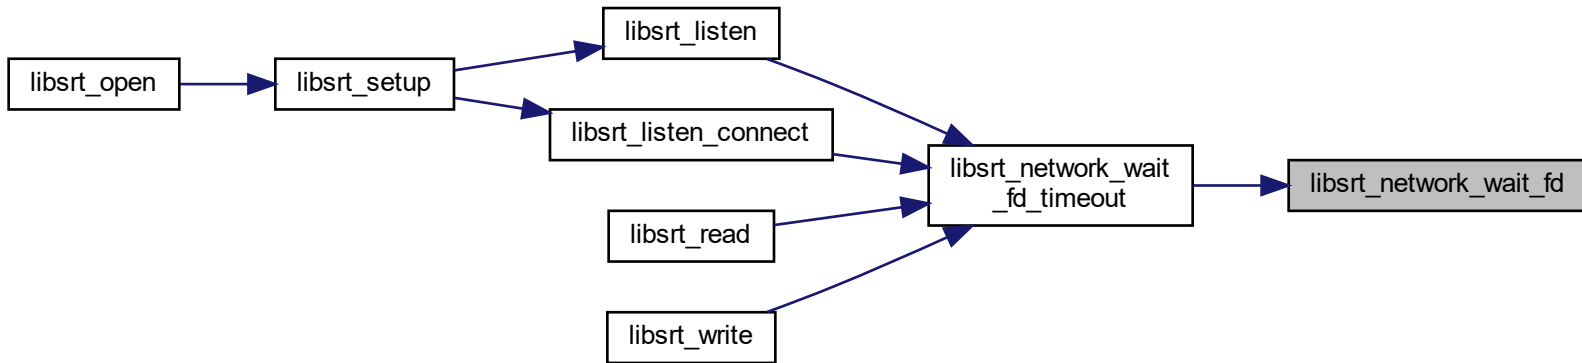 libsrt_listen
libsrt_open
libsrt_setup
libsrt_listen_connect
libsrt_network_wait
_fd_timeout
libsrt_network_wait_fd
libsrt_read
libsrt_write